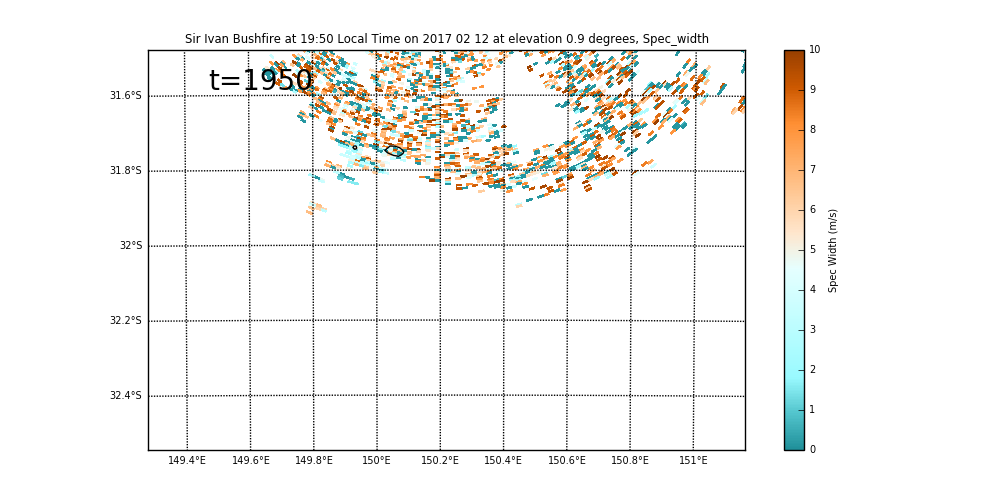 Sir Ivan Bushfire at 19:50 Local Time on 2017 02 12 at elevation 0.9 degrees, Spec_width
t=1950
31.6°S
31.8°S
32°S
32.2°S
32.4°S
149.4°E 149.6°E 149.8°E 150°E 150.2°E 150.4°E 150.6°E 150.8°E 151°E
10
9
8
7
6
5
4
3
2
1
0
Spec Width (m/s)